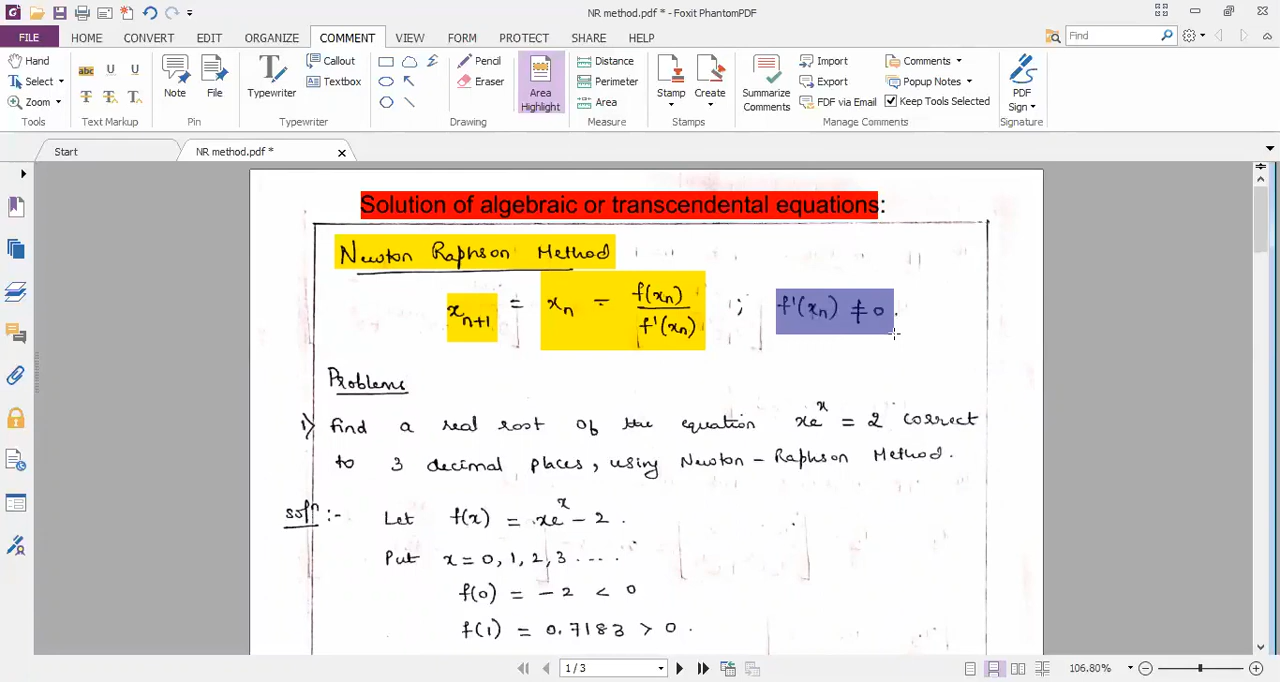 NR method.pdf * - Foxit PhantomPDF
FILE HOME CONVERT EDIT ORGANIZE COMMENT VIEW FORM PROTECT SHARE HELP Find
Hand Callout Pencil Distance Import Comments
Select Textbox Eraser Perimeter Export Popup Notes
Zoom Area FDF via Email Keep Tools Selected
Note File Typewriter Area Highlight Stamp Create Summarize Comments PDF Sign
Tools Text Markup Pin Typewriter Drawing Measure Stamps Manage Comments Signature
Start NR method.pdf *
Solution of algebraic or transcendental equations:
Newton Raphson Method
xₙ₊₁ = xₙ - f(xₙ)/f'(xₙ) ; f'(xₙ) ≠ 0.
Problems
1) Find a real root of the equation xeˣ = 2 correct
to 3 decimal places, using Newton - Raphson Method.
Soln :- Let f(x) = xeˣ - 2.
Put x = 0, 1, 2, 3 ....
f(0) = -2 < 0
f(1) = 0.7183 > 0.
1 / 3
106.80%